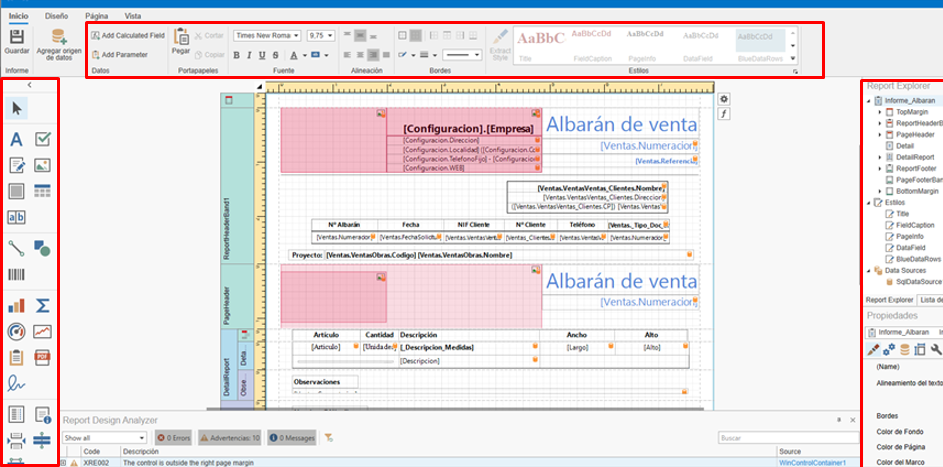 Inicio Diseño Página Vista
Guardar
Agregar origen
de datos
Add Calculated Field
Add Parameter
Pegar
Cortar
Copiar
Times New Roma
9,75
B I U S A
Extract
Style
AaBbC
AaBbCcDd
AaBbCcDd
AaBbCcDd
AaBbCcDd
Title
FieldCaption
PageInfo
DataField
BlueDataRows
Informe
Datos
Portapapeles
Fuente
Alineación
Bordes
Estilos
ReportHeaderBand1
PageHeader
DetailReport
Deta...
Obse...
[Configuracion].[Empresa]
[Configuracion.Direccion]
[Configuracion.Localidad] ([Configuracion.Co
[Configuracion.TelefonoFijo] - [Configuracion
[Configuracion.WEB]
Albarán de venta
[Ventas.Numeracion]
[Ventas.Referencia]
[Ventas.VentasVentas_Clientes.Nombre]
[Ventas.VentasVentas_Clientes.Direccion]
([Ventas.VentasVentas_Clientes.CP]) [Ventas.Ventas
Nº Albarán Fecha NIF Cliente Nº Cliente Teléfono [Ventas._Tipo_Doc_
[Ventas.Numeracion [Ventas.FechaSolicit [Ventas.VentasVent [Ventas_Clientes. [Ventas.VentasV [Ventas.Numeracion]
Proyecto: [Ventas.VentasObras.Codigo] [Ventas.VentasObras.Nombre]
Albarán de venta
[Ventas.Numeracion]
Artículo Cantidad Descripción Ancho Alto
[Articulo] [Unidades [_Descripcion_Medidas] [Largo] [Alto]
[Descripcion]
Observaciones
Report Design Analyzer
Show all
0 Errors
Advertencias: 10
0 Messages
Buscar
Code Descripción Source
XRE002 The control is outside the right page margin WinControlContainer1
Report Explorer
Informe_Albaran
TopMargin
ReportHeaderB
PageHeader
Detail
DetailReport
ReportFooter
PageFooterBan
BottomMargin
Estilos
Title
FieldCaption
PageInfo
DataField
BlueDataRows
Data Sources
SqlDataSource
Report Explorer Lista de
Propiedades
Informe_Albaran Inform
(Name)
Alineamiento del texto
Bordes
Color de Fondo
Color de Página
Color del Marco